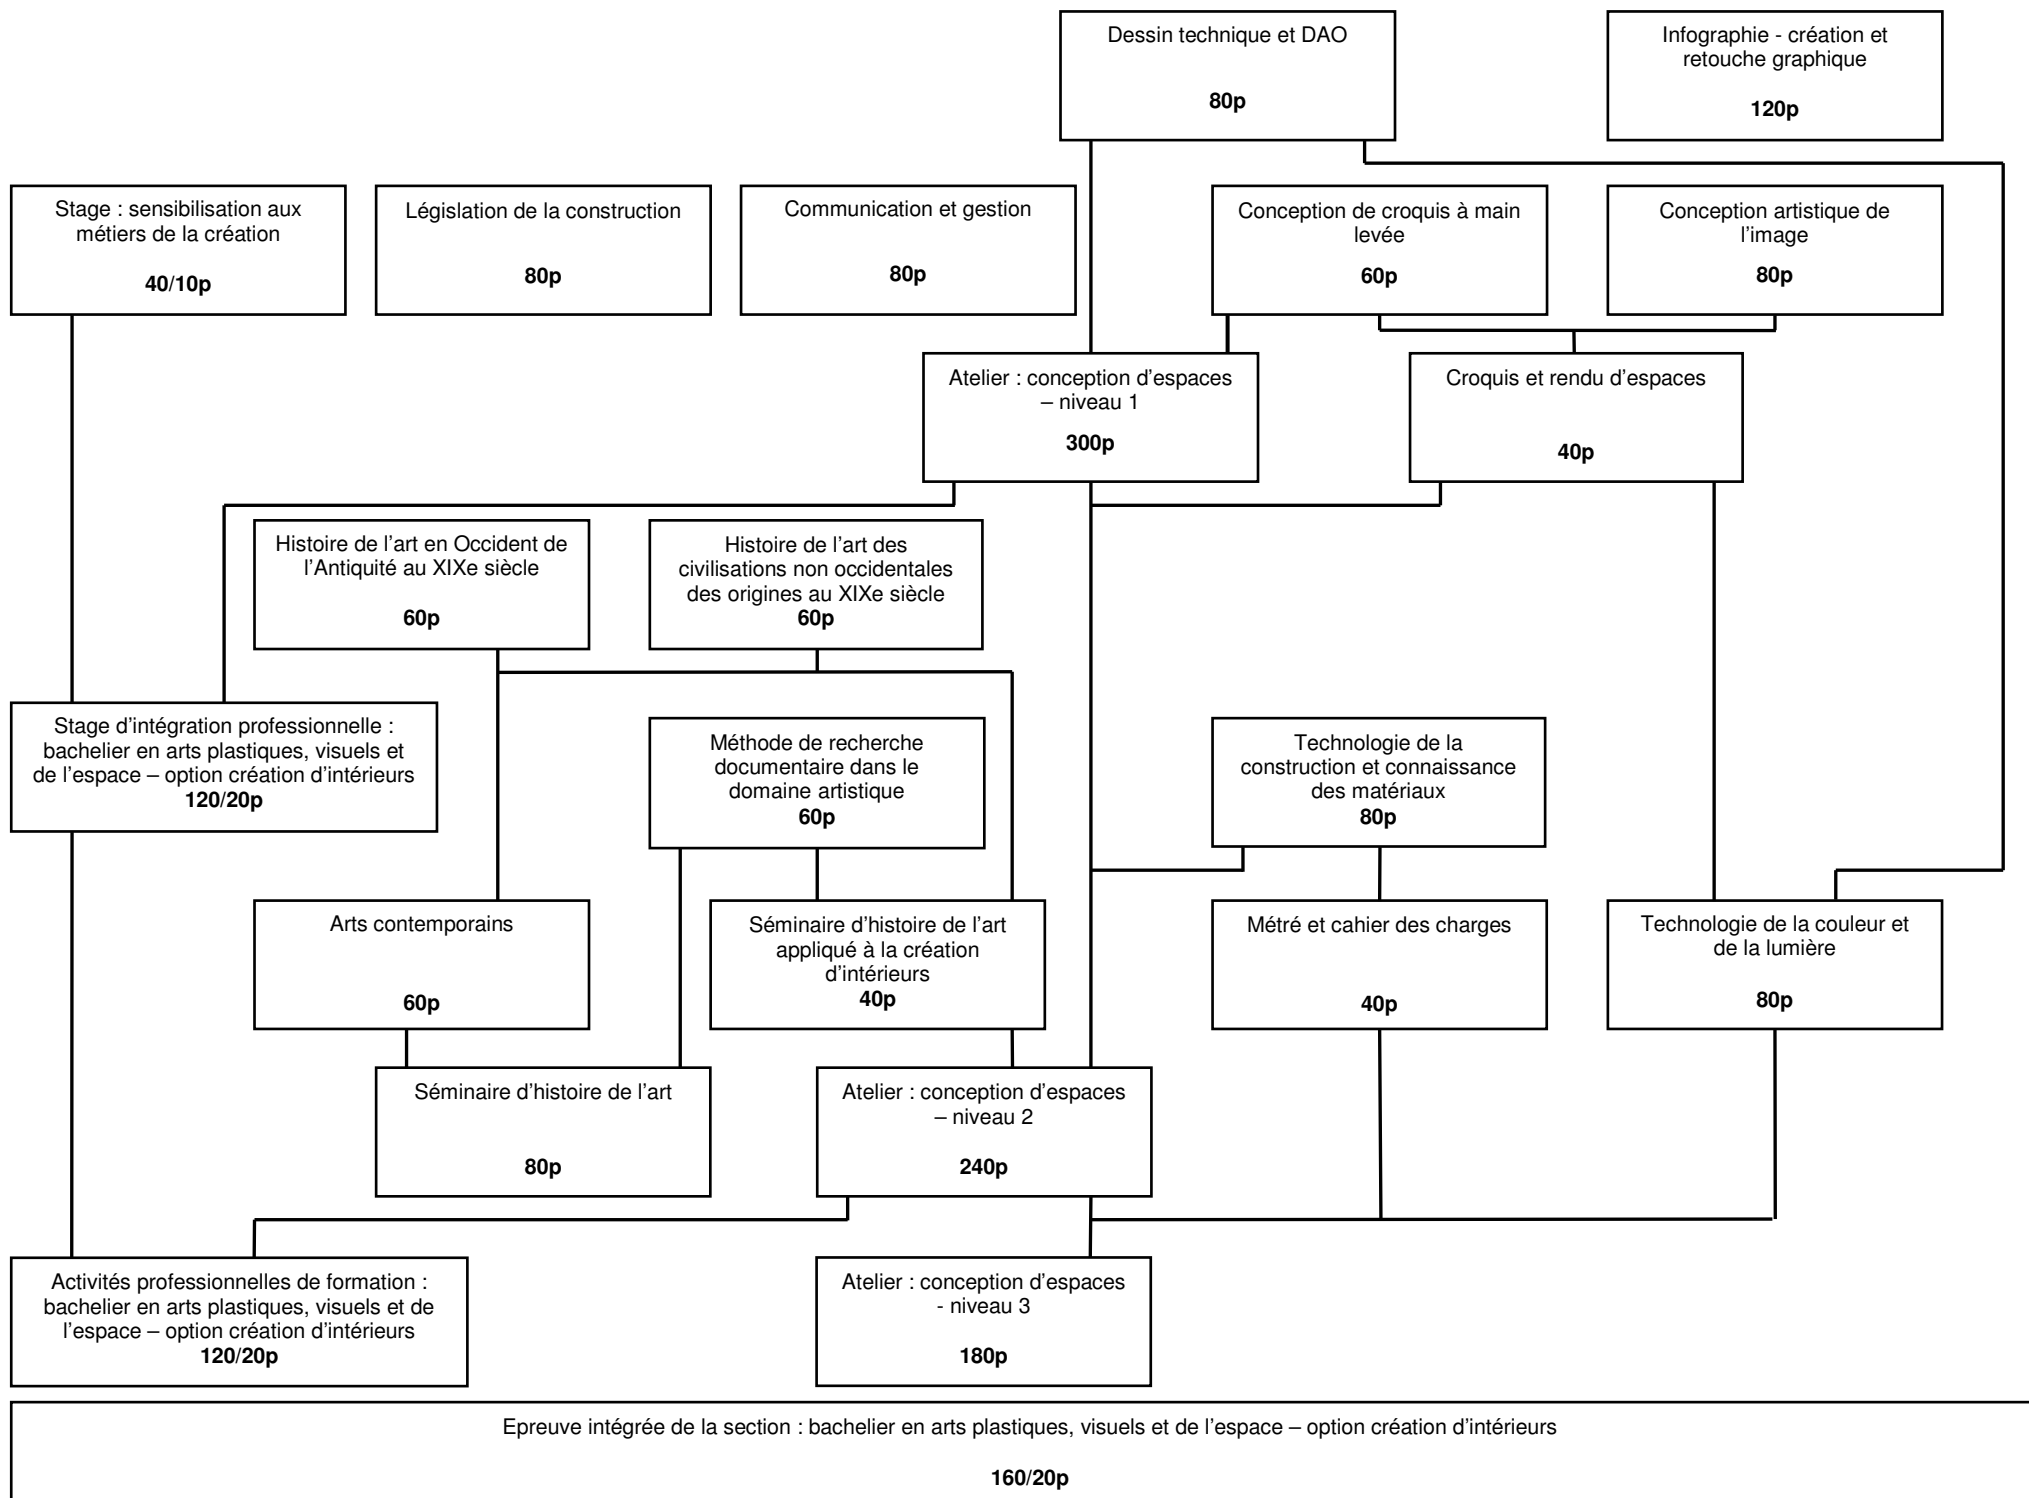 Dessin technique et DAO
80p
Infographie - création et
retouche graphique
120p
Stage : sensibilisation aux
métiers de la création
40/10p
Législation de la construction
80p
Communication et gestion
80p
Conception de croquis à main
levée
60p
Conception artistique de
l’image
80p
Atelier : conception d’espaces
– niveau 1
300p
Croquis et rendu d’espaces
40p
Histoire de l’art en Occident de
l’Antiquité au XIXe siècle
60p
Histoire de l’art des
civilisations non occidentales
des origines au XIXe siècle
60p
Stage d’intégration professionnelle :
bachelier en arts plastiques, visuels et
de l’espace – option création d’intérieurs
120/20p
Méthode de recherche
documentaire dans le
domaine artistique
60p
Technologie de la
construction et connaissance
des matériaux
80p
Arts contemporains
60p
Séminaire d’histoire de l’art
appliqué à la création
d’intérieurs
40p
Métré et cahier des charges
40p
Technologie de la couleur et
de la lumière
80p
Séminaire d’histoire de l’art
80p
Atelier : conception d’espaces
– niveau 2
240p
Activités professionnelles de formation :
bachelier en arts plastiques, visuels et de
l’espace – option création d’intérieurs
120/20p
Atelier : conception d’espaces
- niveau 3
180p
Epreuve intégrée de la section : bachelier en arts plastiques, visuels et de l’espace – option création d’intérieurs
160/20p